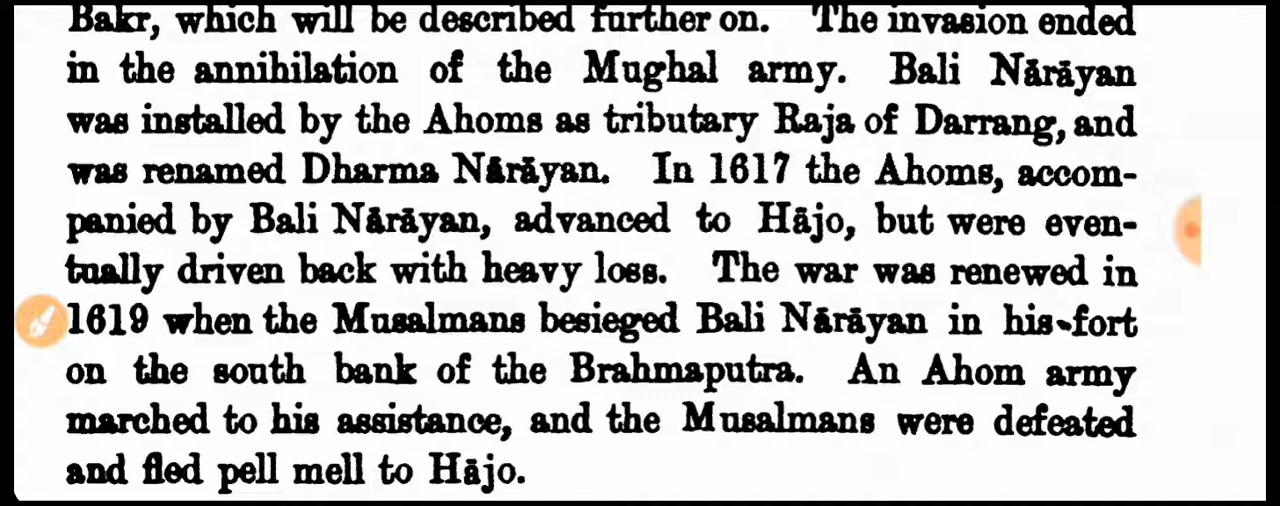 Bakr, which will be described further on. The invasion ended
in the annihilation of the Mughal army. Bali Nārāyan
was installed by the Ahoms as tributary Raja of Darrang, and
was renamed Dharma Nārāyan. In 1617 the Ahoms, accom-
panied by Bali Nārāyan, advanced to Hājo, but were even-
tually driven back with heavy loss. The war was renewed in
1619 when the Musalmans besieged Bali Nārāyan in his fort
on the south bank of the Brahmaputra. An Ahom army
marched to his assistance, and the Musalmans were defeated
and fled pell mell to Hājo.